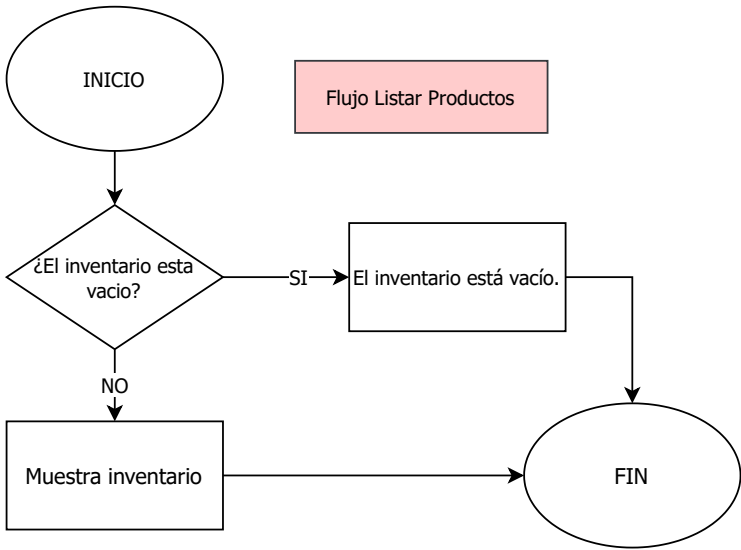 INICIO
Flujo Listar Productos
¿El inventario esta
vacio?
SI
El inventario está vacío.
NO
Muestra inventario
FIN